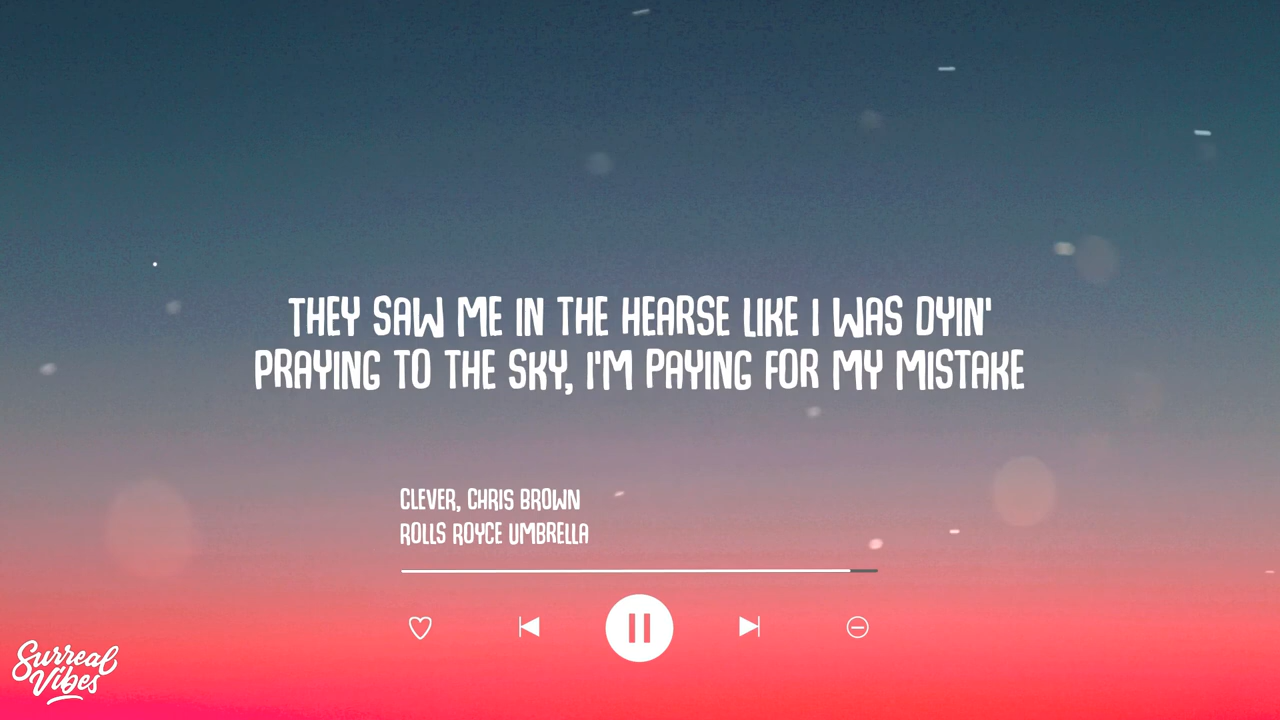 THEY SAW ME IN THE HEARSE LIKE I WAS DYIN'
PRAYING TO THE SKY, I'M PAYING FOR MY MISTAKE
CLEVER, CHRIS BROWN
ROLLS ROYCE UMBRELLA
Surreal
Vibes